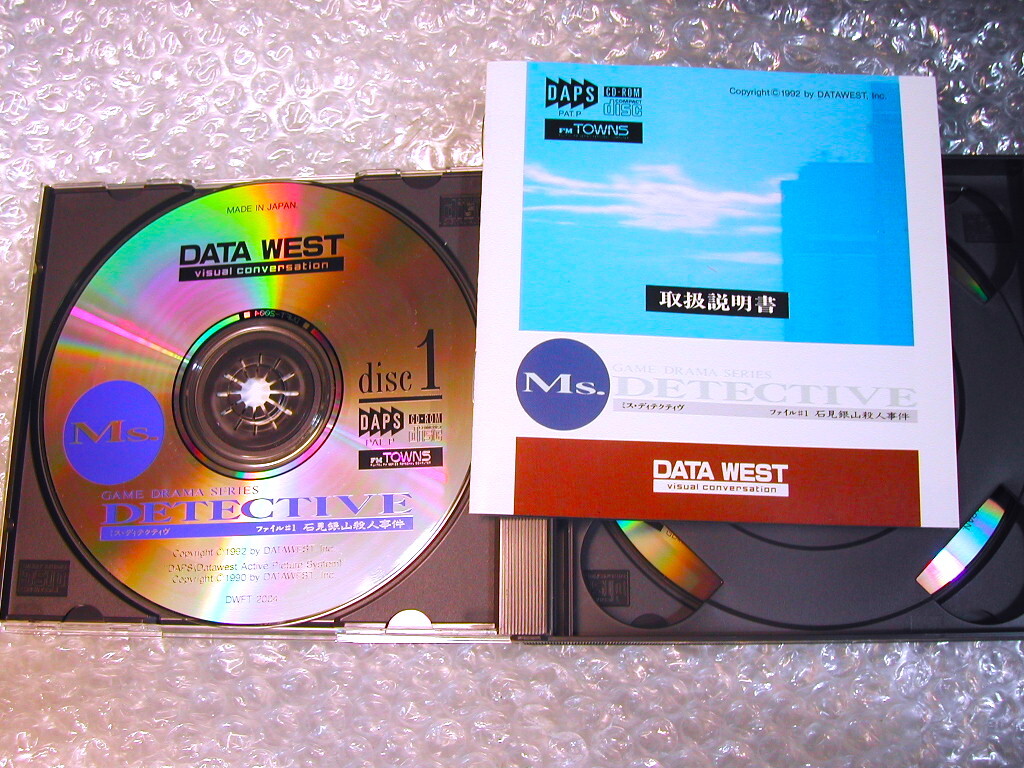 MADE IN JAPAN.
DATA WEST
visual conversation
disc 1
DAPS
PAT.P
CD-ROM
COMPACT
disc
FM TOWNS
Ms.
GAME DRAMA SERIES
DETECTIVE
ミス・ディテクティヴ
ファイル#1 石見銀山殺人事件
Copyright © 1992 by DATAWEST, Inc.
DAPS(Datawest Active Picture System)
Copyright © 1990 by DATAWEST, Inc.
DAPS
PAT.P
CD-ROM
COMPACT
disc
FM TOWNS
Copyright © 1992 by DATAWEST, Inc.
取扱説明書
Ms.
GAME DRAMA SERIES
DETECTIVE
ミス・ディテクティヴ
ファイル#1 石見銀山殺人事件
DATA WEST
visual conversation